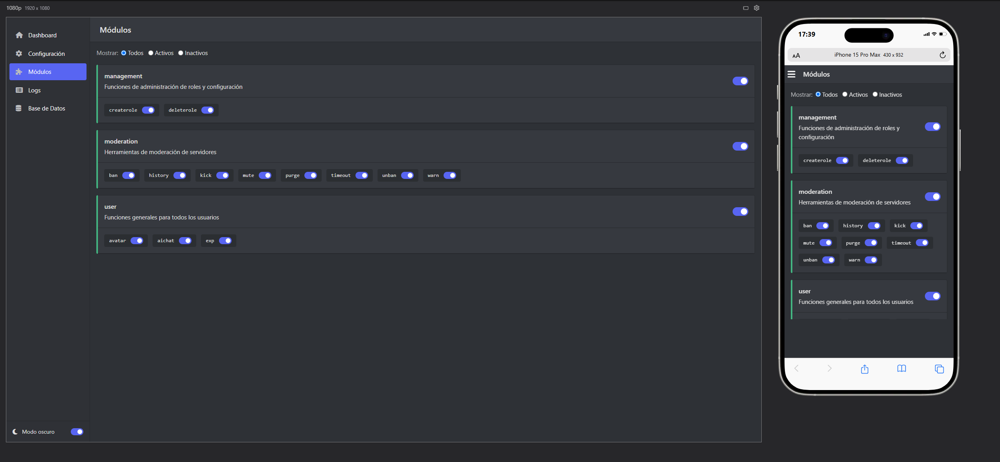 1080p 1920 x 1080
Dashboard
Configuración
Módulos
Logs
Base de Datos
Modo oscuro
Módulos
Mostrar: Todos Activos Inactivos
management
Funciones de administración de roles y configuración
createrole deleterole
moderation
Herramientas de moderación de servidores
ban history kick mute purge timeout unban warn
user
Funciones generales para todos los usuarios
avatar aichat exp
17:39
AA iPhone 15 Pro Max 430 x 932
Módulos
Mostrar: Todos Activos Inactivos
management
Funciones de administración de roles y
configuración
createrole deleterole
moderation
Herramientas de moderación de servidores
ban history kick
mute purge timeout
unban warn
user
Funciones generales para todos los usuarios